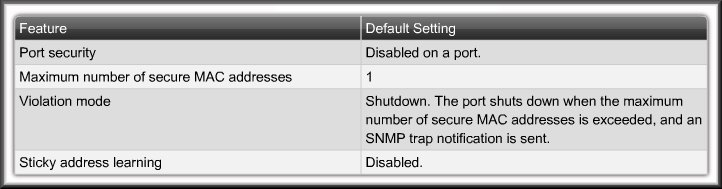 Feature Default Setting
Port security Disabled on a port.
Maximum number of secure MAC addresses 1
Violation mode Shutdown. The port shuts down when the maximum
number of secure MAC addresses is exceeded, and an
SNMP trap notification is sent.
Sticky address learning Disabled.